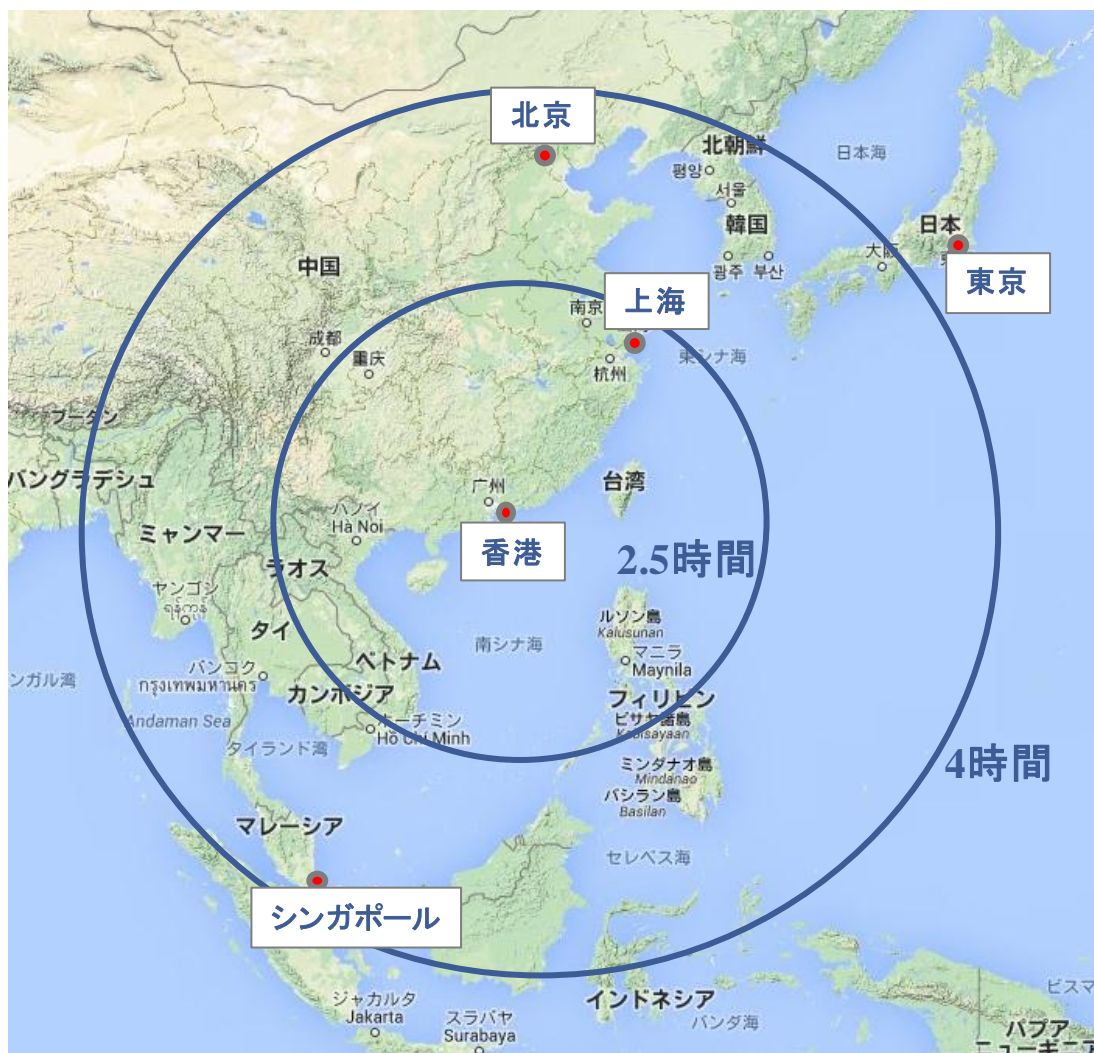 北京
北朝鮮
日本海
평양
서울
韓国
日本
大阪
광주
부산
東京
中国
上海
南京
成都
重庆
杭州
東シナ海
ブータン
バングラデシュ
ミャンマー
广州
台湾
ハノイ
Hà Noi
香港
2.5時間
ラオス
ヤンゴン
ရန်ကုန်
タイ
ルソン島
Kalusunan
南シナ海
マニラ
Maynila
ベトナム
バンコク
กรุงเทพมหานคร
ンガル湾
カンボジア
フィリピン
Andaman Sea
ホーチミン
Hồ Chí Minh
ビサヤ諸島
Kabisayaan
タイランド湾
4時間
ミンダナオ島
Mindanao
バシラン島
Basilan
マレーシア
セレベス海
シンガポール
インドネシア
ビスマ
ジャカルタ
Jakarta
スラバヤ
Surabaya
バンダ海
パプア
ニューギニア